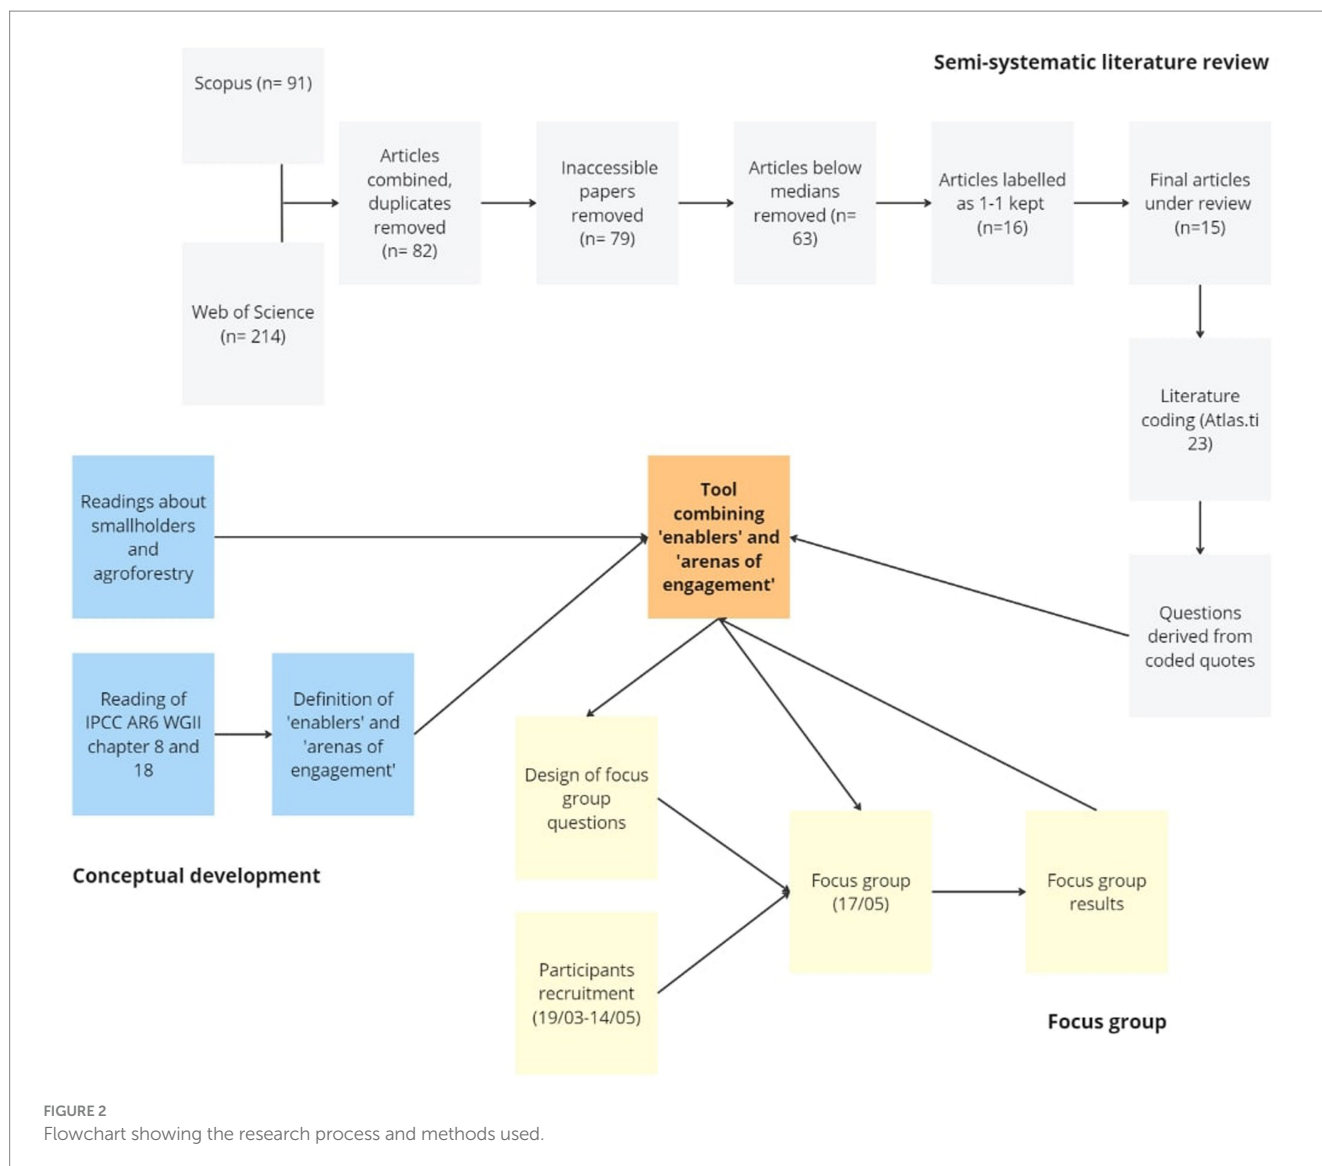 Semi-systematic literature review
Scopus (n= 91)
Web of Science
(n= 214)
Articles
combined,
duplicates
removed
(n= 82)
Inaccessible
papers
removed
(n= 79)
Articles below
medians
removed (n=
63)
Articles labelled
as 1-1 kept
(n=16)
Final articles
under review
(n=15)
Literature
coding (Atlas.ti
23)
Questions
derived from
coded quotes
Readings about
smallholders
and
agroforestry
Reading of
IPCC AR6 WGII
chapter 8 and
18
Definition of
'enablers' and
'arenas of
engagement'
Conceptual development
Tool
combining
'enablers' and
'arenas of
engagement'
Design of focus
group
questions
Participants
recruitment
(19/03-14/05)
Focus group
(17/05)
Focus group
results
Focus group
FIGURE 2
Flowchart showing the research process and methods used.